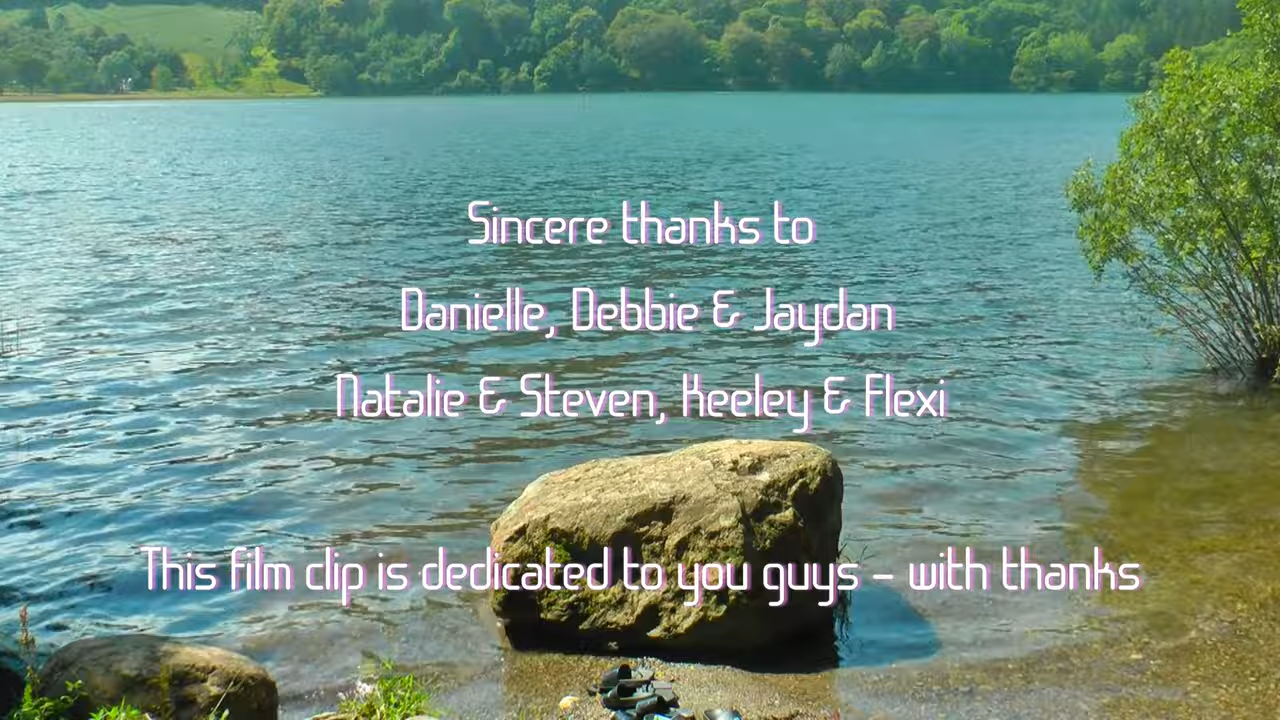 Sincere thanks to
Danielle, Debbie & Jaydan
Natalie & Steven, Keeley & Flexi
This film clip is dedicated to you guys - with thanks